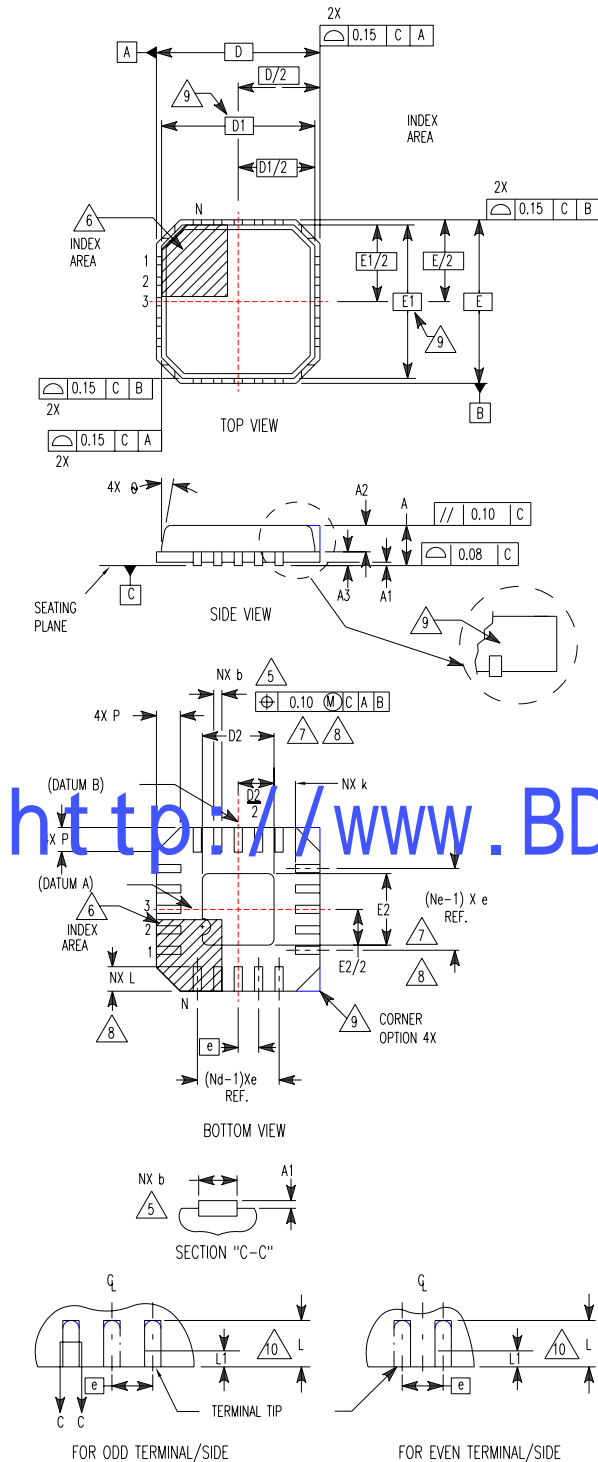 2X
0.15 C A
A
D
D/2
9
D1
INDEX
AREA
D1/2
2X
0.15 C B
N
6
INDEX
AREA
1
2
3
E1/2
E/2
E1
E
9
0.15 C B
2X
B
TOP VIEW
0.15 C A
2X
4X θ
A2
A
// 0.10 C
0.08 C
A3
A1
C
SEATING
PLANE
SIDE VIEW
9
NX b
5
0.10 M C A B
4X P
D2
7
8
(DATUM B)
D2
2
NX k
http://www.BD
X P
(DATUM A)
6
INDEX
AREA
3
2
1
E2
(Ne-1) X e
REF.
7
E2/2
8
NX L
8
N
9
CORNER
OPTION 4X
e
(Nd-1)Xe
REF.
BOTTOM VIEW
NX b
A1
5
SECTION "C-C"
CL
CL
10
L
L1
10
L
L1
e
e
C C
TERMINAL TIP
FOR ODD TERMINAL/SIDE
FOR EVEN TERMINAL/SIDE